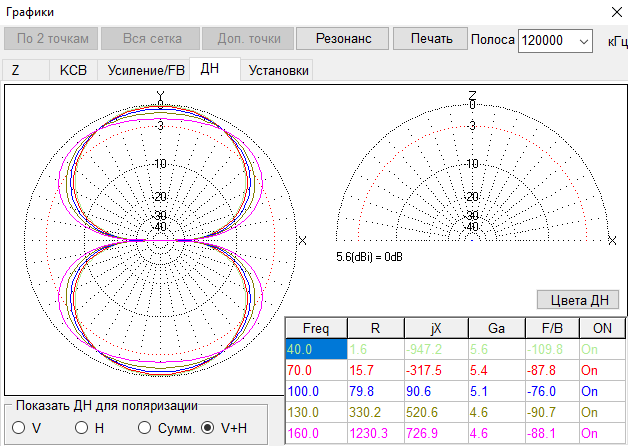 Графики
По 2 точкам Вся сетка Доп. точки Резонанс Печать Полоса 120000 кГц
Z КСВ Усиление/FB ДН Установки
Y
0
-3
-10
-20
-30
-40
X
Z
0
-3
-10
-20
-30
-40
X
5.6(dBi) = 0dB
Цвета ДН
Freq R jX Ga F/B ON
40.0 1.6 -947.2 5.6 -109.8 On
70.0 15.7 -317.5 5.4 -87.8 On
100.0 79.8 90.6 5.1 -76.0 On
130.0 330.2 520.6 4.6 -90.7 On
160.0 1230.3 726.9 4.6 -88.1 On
Показать ДН для поляризации
V H Сумм. V+H